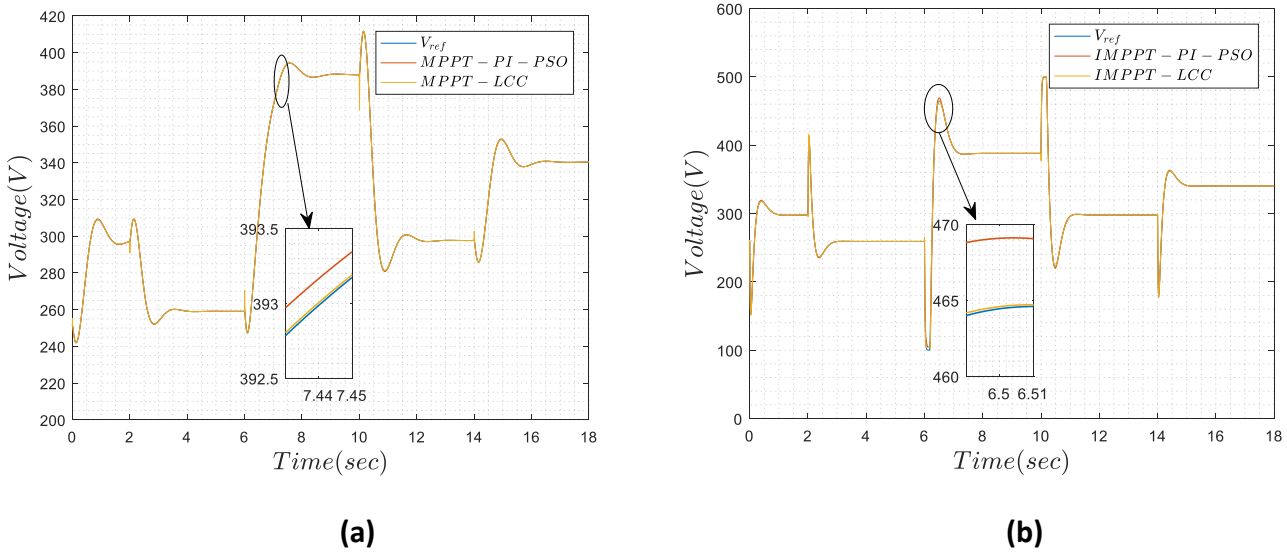 420
400
380
360
340
320
300
280
260
240
220
200
Voltage(V)
0 2 4 6 8 10 12 14 16 18
Time(sec)
V_ref
MPPT-PI-PSO
MPPT-LCC
393.5
393
392.5
7.44 7.45
(a)
600
500
400
300
200
100
0
Voltage(V)
0 2 4 6 8 10 12 14 16 18
Time(sec)
V_ref
IMPPT-PI-PSO
IMPPT-LCC
470
465
460
6.5 6.51
(b)